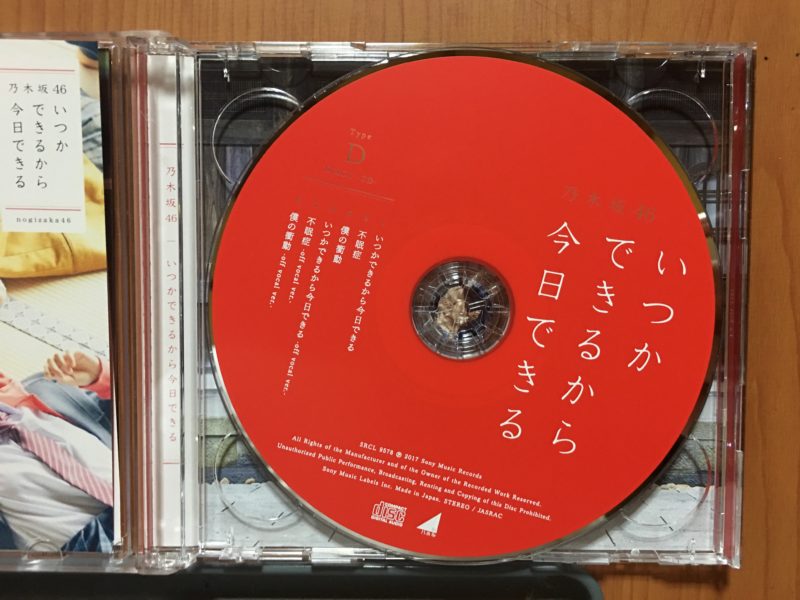 乃木坂46
いつか
できるから
今日できる
nogizaka46
乃木坂46 — いつかできるから今日できる
Type
D
乃木坂46
いつか
できるから
今日できる
いつかできるから今日できる
不眠症
僕の衝動
いつかできるから今日できる -off vocal ver.-
不眠症 -off vocal ver.-
僕の衝動 -off vocal ver.-
SRCL 9578 ℗ 2017 Sony Music Records
All Rights of the Manufacturer and of the Owner of the Recorded Work Reserved.
Unauthorized Public Performance, Broadcasting, Renting and Copying of this Disc Prohibited.
Sony Music Labels Inc. Made in Japan. STEREO / JASRAC
COMPACT
disc
DIGITAL AUDIO
乃木坂